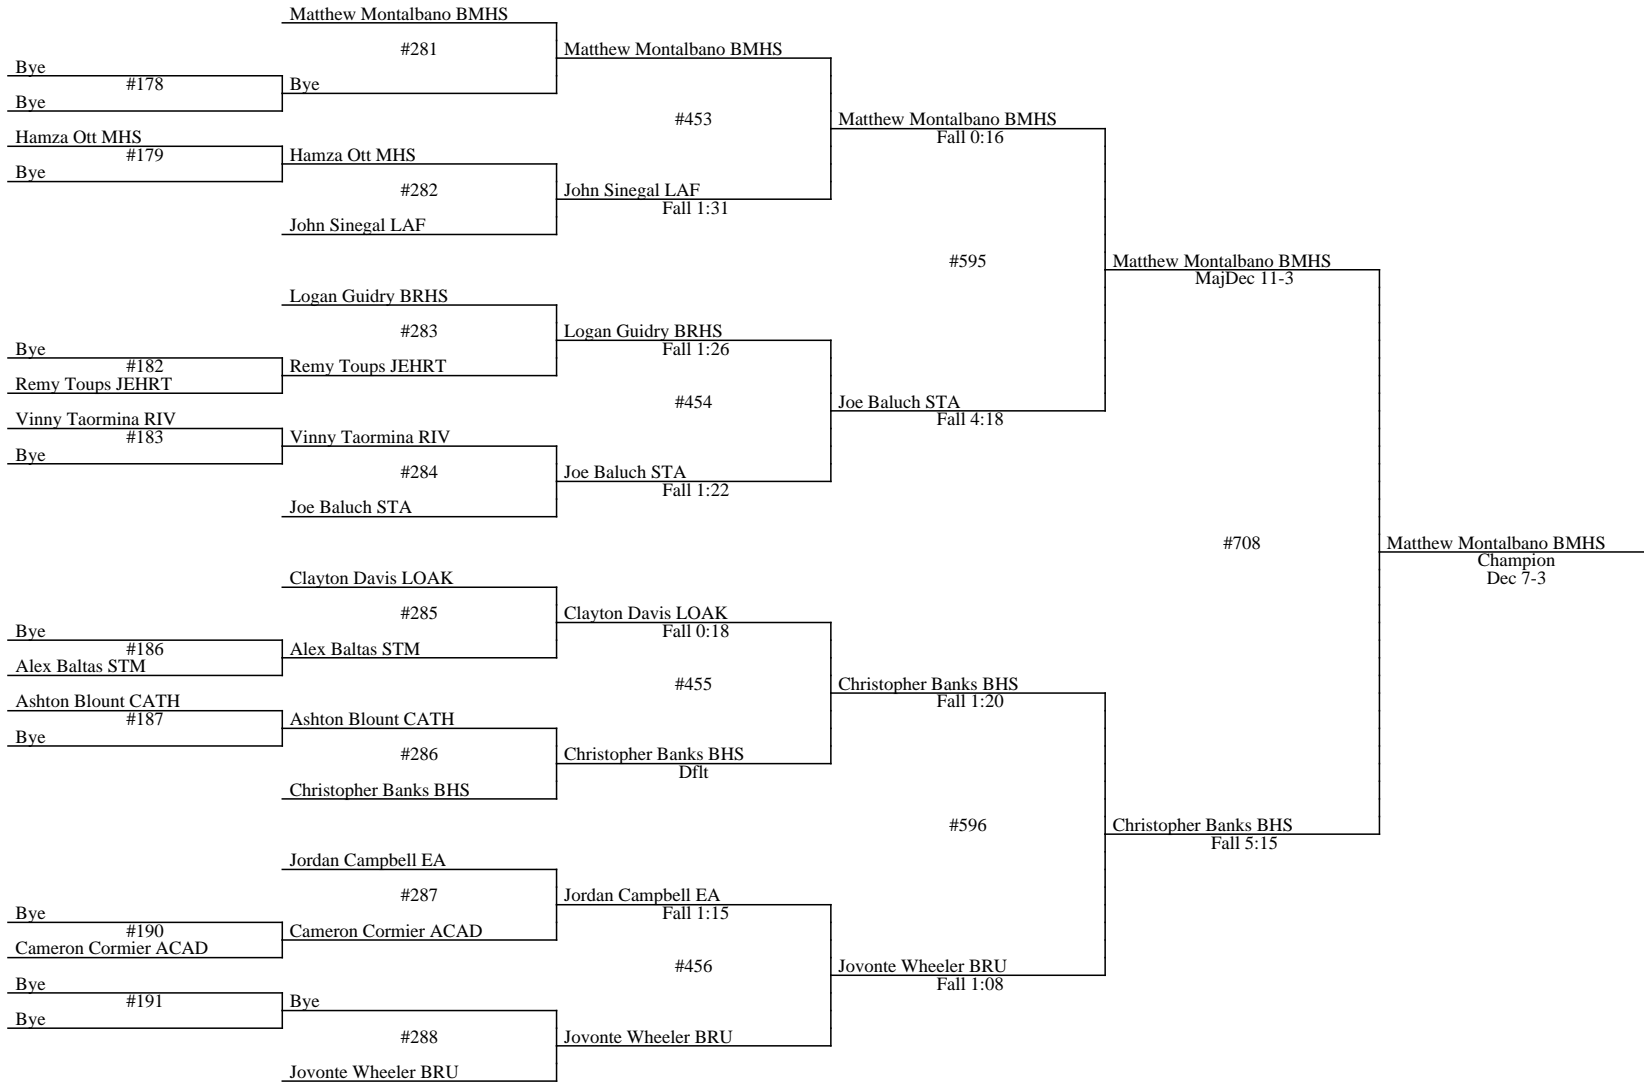 Matthew Montalbano BMHS
#281
Matthew Montalbano BMHS
Bye
#178
Bye
Bye
#453
Matthew Montalbano BMHS
Fall 0:16
Hamza Ott MHS
#179
Hamza Ott MHS
Bye
#282
John Sinegal LAF
Fall 1:31
John Sinegal LAF
#595
Matthew Montalbano BMHS
MajDec 11-3
Logan Guidry BRHS
#283
Logan Guidry BRHS
Fall 1:26
Bye
#182
Remy Toups JEHRT
Remy Toups JEHRT
#454
Joe Baluch STA
Fall 4:18
Vinny Taormina RIV
#183
Vinny Taormina RIV
Bye
#284
Joe Baluch STA
Fall 1:22
Joe Baluch STA
#708
Matthew Montalbano BMHS
Champion
Dec 7-3
Clayton Davis LOAK
#285
Clayton Davis LOAK
Fall 0:18
Bye
#186
Alex Baltas STM
Alex Baltas STM
#455
Christopher Banks BHS
Fall 1:20
Ashton Blount CATH
#187
Ashton Blount CATH
Bye
#286
Christopher Banks BHS
Dflt
Christopher Banks BHS
#596
Christopher Banks BHS
Fall 5:15
Jordan Campbell EA
#287
Jordan Campbell EA
Fall 1:15
Bye
#190
Cameron Cormier ACAD
Cameron Cormier ACAD
#456
Jovonte Wheeler BRU
Fall 1:08
Bye
#191
Bye
Bye
#288
Jovonte Wheeler BRU
Jovonte Wheeler BRU